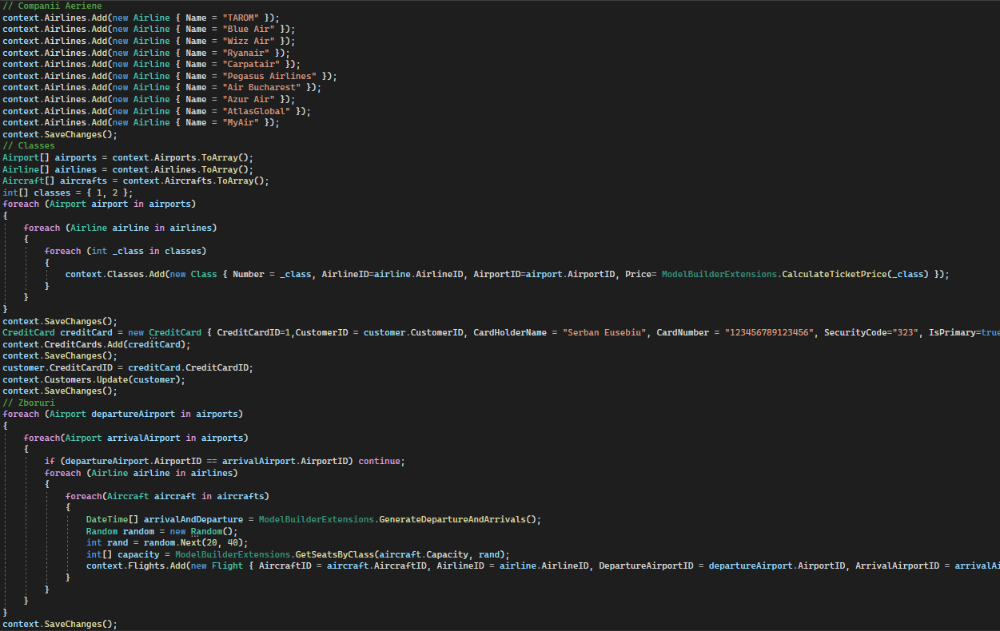 // Companii Aeriene
context.Airlines.Add(new Airline { Name = "TAROM" });
context.Airlines.Add(new Airline { Name = "Blue Air" });
context.Airlines.Add(new Airline { Name = "Wizz Air" });
context.Airlines.Add(new Airline { Name = "Ryanair" });
context.Airlines.Add(new Airline { Name = "Carpatair" });
context.Airlines.Add(new Airline { Name = "Pegasus Airlines" });
context.Airlines.Add(new Airline { Name = "Air Bucharest" });
context.Airlines.Add(new Airline { Name = "Azur Air" });
context.Airlines.Add(new Airline { Name = "AtlasGlobal" });
context.Airlines.Add(new Airline { Name = "MyAir" });
context.SaveChanges();
// Classes
Airport[] airports = context.Airports.ToArray();
Airline[] airlines = context.Airlines.ToArray();
Aircraft[] aircrafts = context.Aircrafts.ToArray();
int[] classes = { 1, 2 };
foreach (Airport airport in airports)
{
    foreach (Airline airline in airlines)
    {
        foreach (int _class in classes)
        {
            context.Classes.Add(new Class { Number = _class, AirlineID=airline.AirlineID, AirportID=airport.AirportID, Price= ModelBuilderExtensions.CalculateTicketPrice(_class) });
        }
    }
}
context.SaveChanges();
CreditCard creditCard = new CreditCard { CreditCardID=1,CustomerID = customer.CustomerID, CardHolderName = "Serban Eusebiu", CardNumber = "123456789123456", SecurityCode="323", IsPrimary=true
context.CreditCards.Add(creditCard);
context.SaveChanges();
customer.CreditCardID = creditCard.CreditCardID;
context.Customers.Update(customer);
context.SaveChanges();
// Zboruri
foreach (Airport departureAirport in airports)
{
    foreach(Airport arrivalAirport in airports)
    {
        if (departureAirport.AirportID == arrivalAirport.AirportID) continue;
        foreach (Airline airline in airlines)
        {
            foreach(Aircraft aircraft in aircrafts)
            {
                DateTime[] arrivalAndDeparture = ModelBuilderExtensions.GenerateDepartureAndArrivals();
                Random random = new Random();
                int rand = random.Next(20, 40);
                int[] capacity = ModelBuilderExtensions.GetSeatsByClass(aircraft.Capacity, rand);
                context.Flights.Add(new Flight { AircraftID = aircraft.AircraftID, AirlineID = airline.AirlineID, DepartureAirportID = departureAirport.AirportID, ArrivalAirportID = arrivalAi
            }
        }
    }
}
context.SaveChanges();